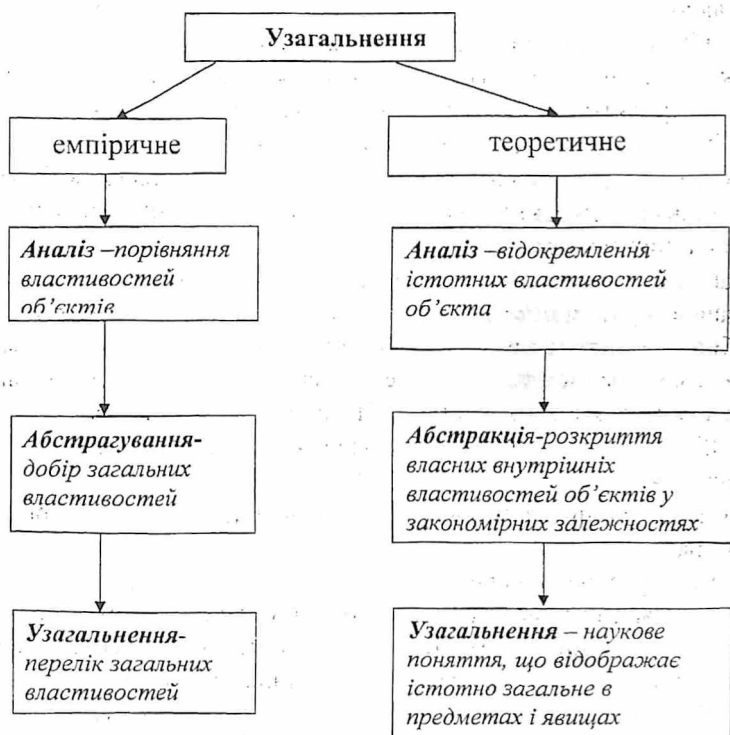 Узагальнення
емпіричне
теоретичне
Аналіз –порівняння
властивостей
об’єктів
Аналіз –відокремлення
істотних властивостей
об’єкта
Абстрагування-
добір загальних
властивостей
Абстракція-розкриття
власних внутрішніх
властивостей об’єктів у
закономірних залежностях
Узагальнення-
перелік загальних
властивостей
Узагальнення – наукове
поняття, що відображає
істотно загальне в
предметах і явищах